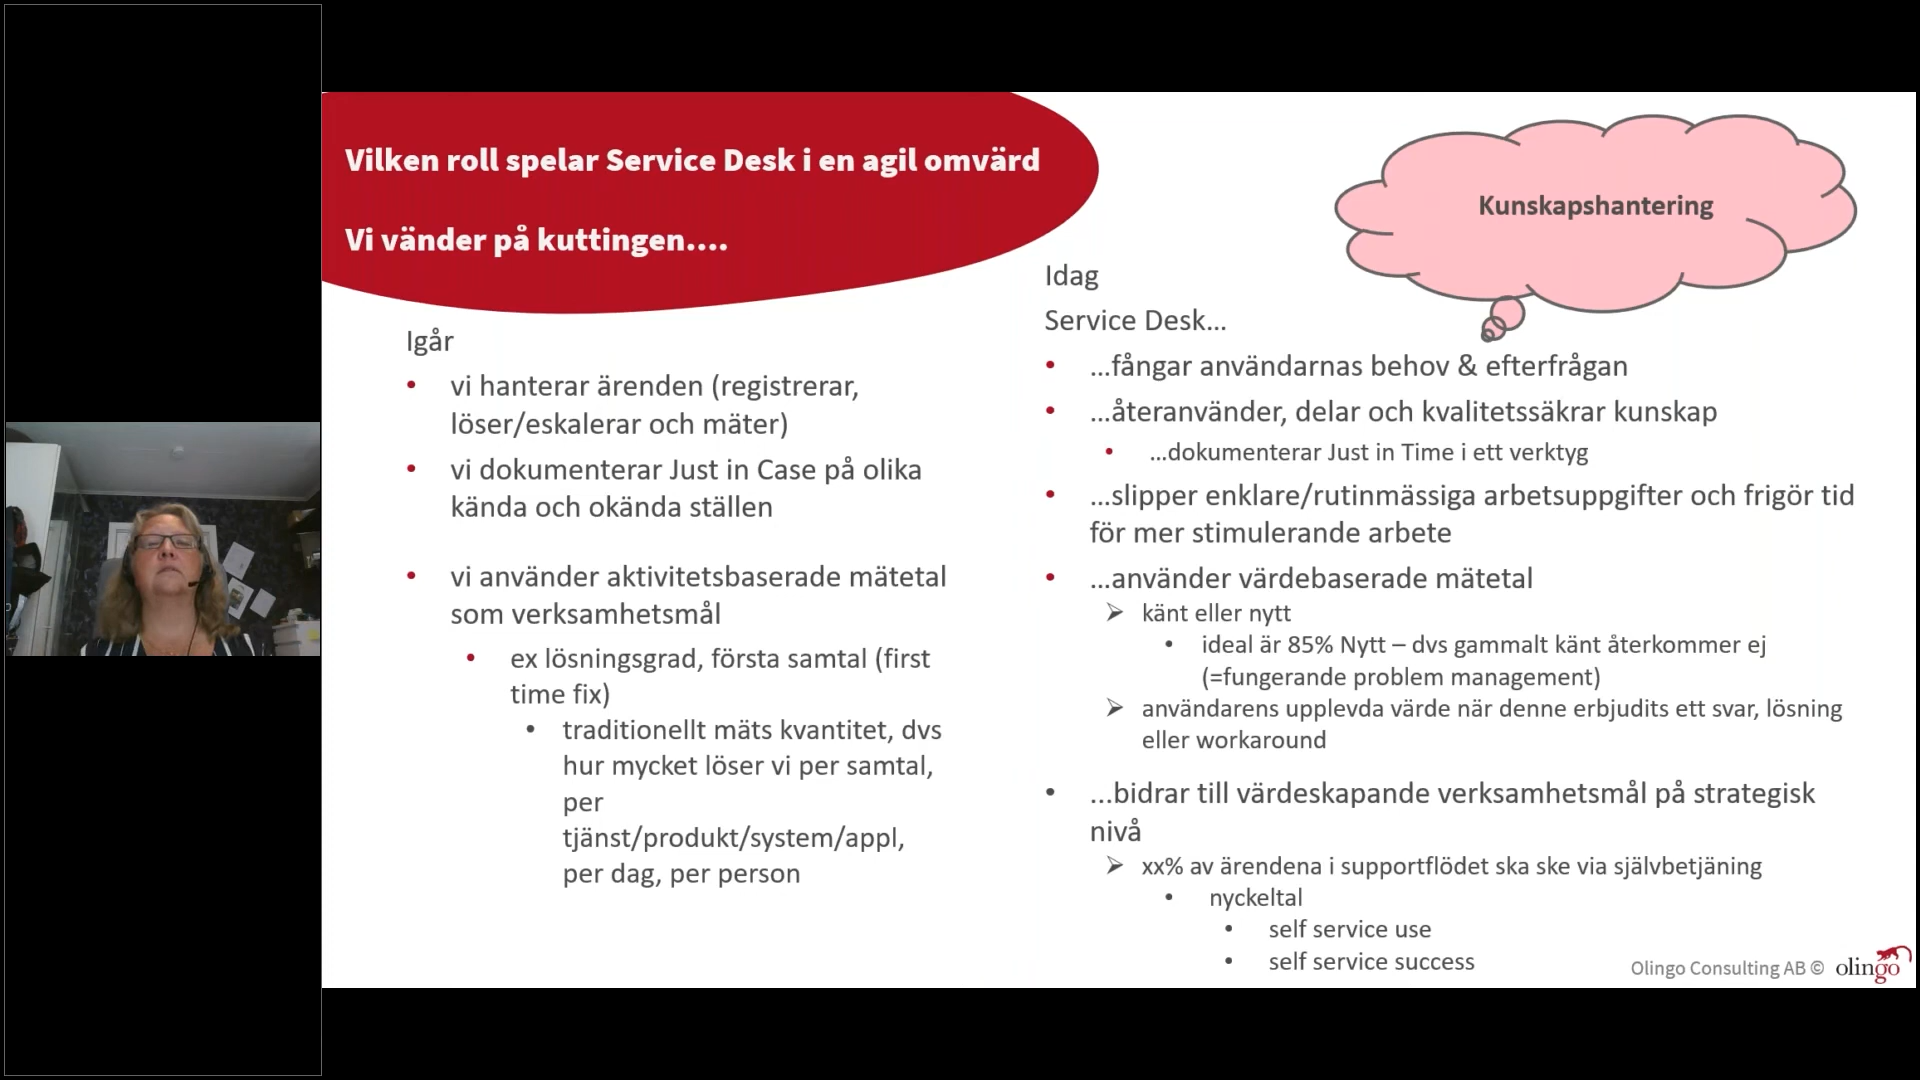 Vilken roll spelar Service Desk i en agil omvärd
Vi vänder på kuttingen....
Kunskapshantering
Igår
• vi hanterar ärenden (registrerar,
löser/eskalerar och mäter)
• vi dokumenterar Just in Case på olika
kända och okända ställen
• vi använder aktivitetsbaserade mätetal
som verksamhetsmål
• ex lösningsgrad, första samtal (first
time fix)
• traditionellt mäts kvantitet, dvs
hur mycket löser vi per samtal,
per
tjänst/produkt/system/appl,
per dag, per person
Idag
Service Desk...
• ...fångar användarnas behov & efterfrågan
• ...återanvänder, delar och kvalitetssäkrar kunskap
• ...dokumenterar Just in Time i ett verktyg
• ...slipper enklare/rutinmässiga arbetsuppgifter och frigör tid
för mer stimulerande arbete
• ...använder värdebaserade mätetal
➢ känt eller nytt
• ideal är 85% Nytt – dvs gammalt känt återkommer ej
(=fungerande problem management)
➢ användarens upplevda värde när denne erbjudits ett svar, lösning
eller workaround
• ...bidrar till värdeskapande verksamhetsmål på strategisk
nivå
➢ xx% av ärendena i supportflödet ska ske via självbetjäning
• nyckeltal
• self service use
• self service success
Olingo Consulting AB © olingo